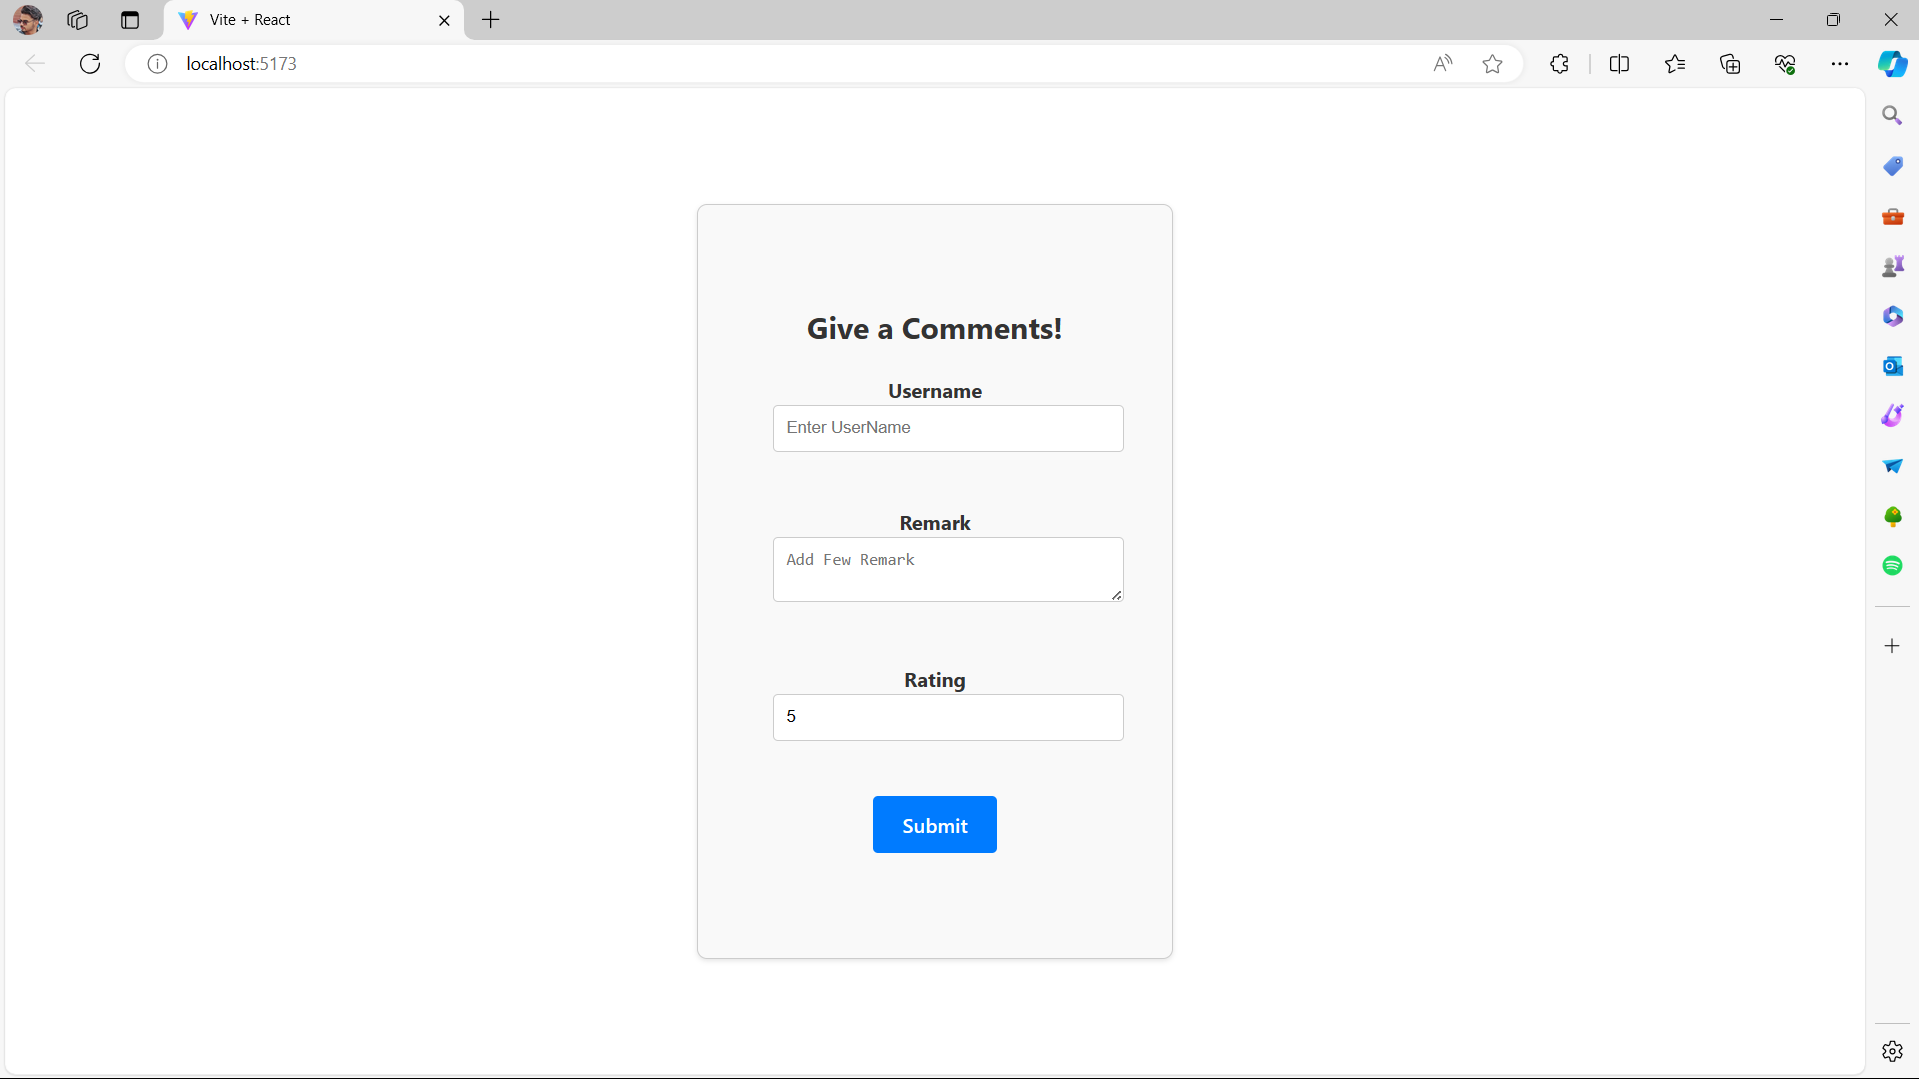 Vite + React
localhost:5173
Give a Comments!
Username
Enter UserName
Remark
Add Few Remark
Rating
5
Submit